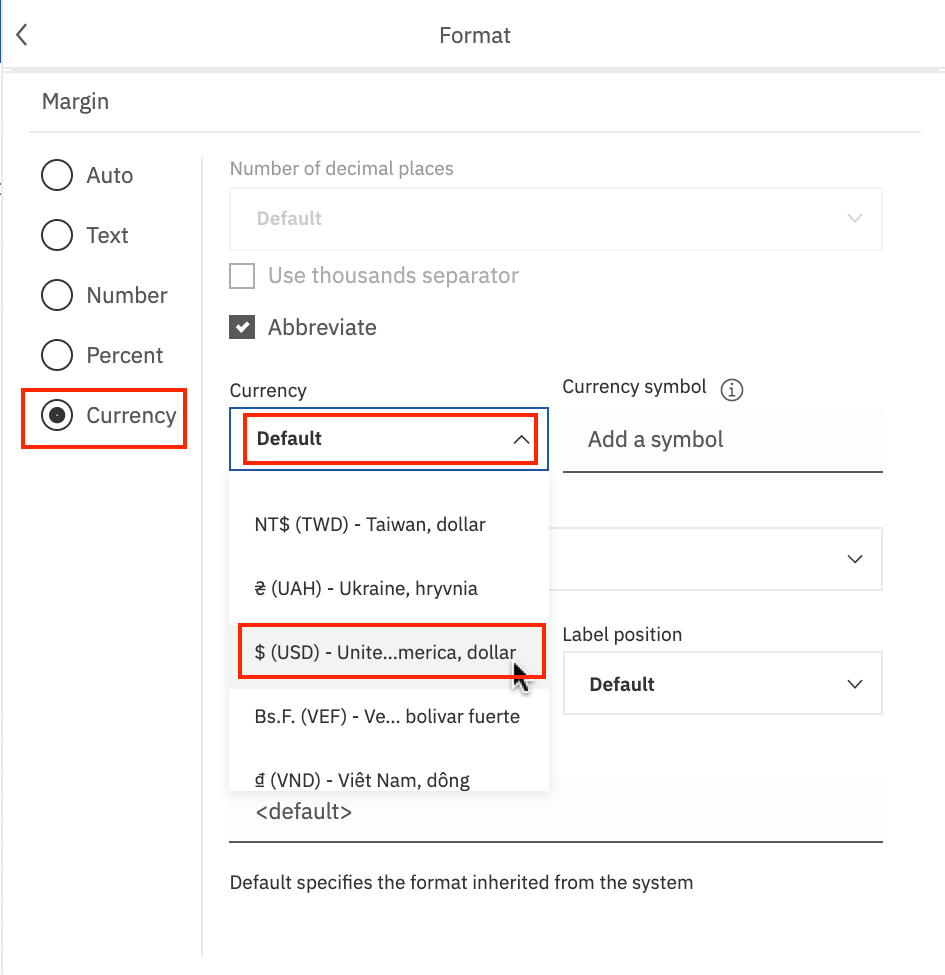 Format
Margin
Auto
Text
Number
Percent
Currency
Number of decimal places
Default
Use thousands separator
Abbreviate
Currency
Default
Currency symbol
Add a symbol
NT$ (TWD) - Taiwan, dollar
₴ (UAH) - Ukraine, hryvnia
$ (USD) - Unite...merica, dollar
Bs.F. (VEF) - Ve... bolivar fuerte
₫ (VND) - Viêt Nam, dông
Label position
Default
<default>
Default specifies the format inherited from the system